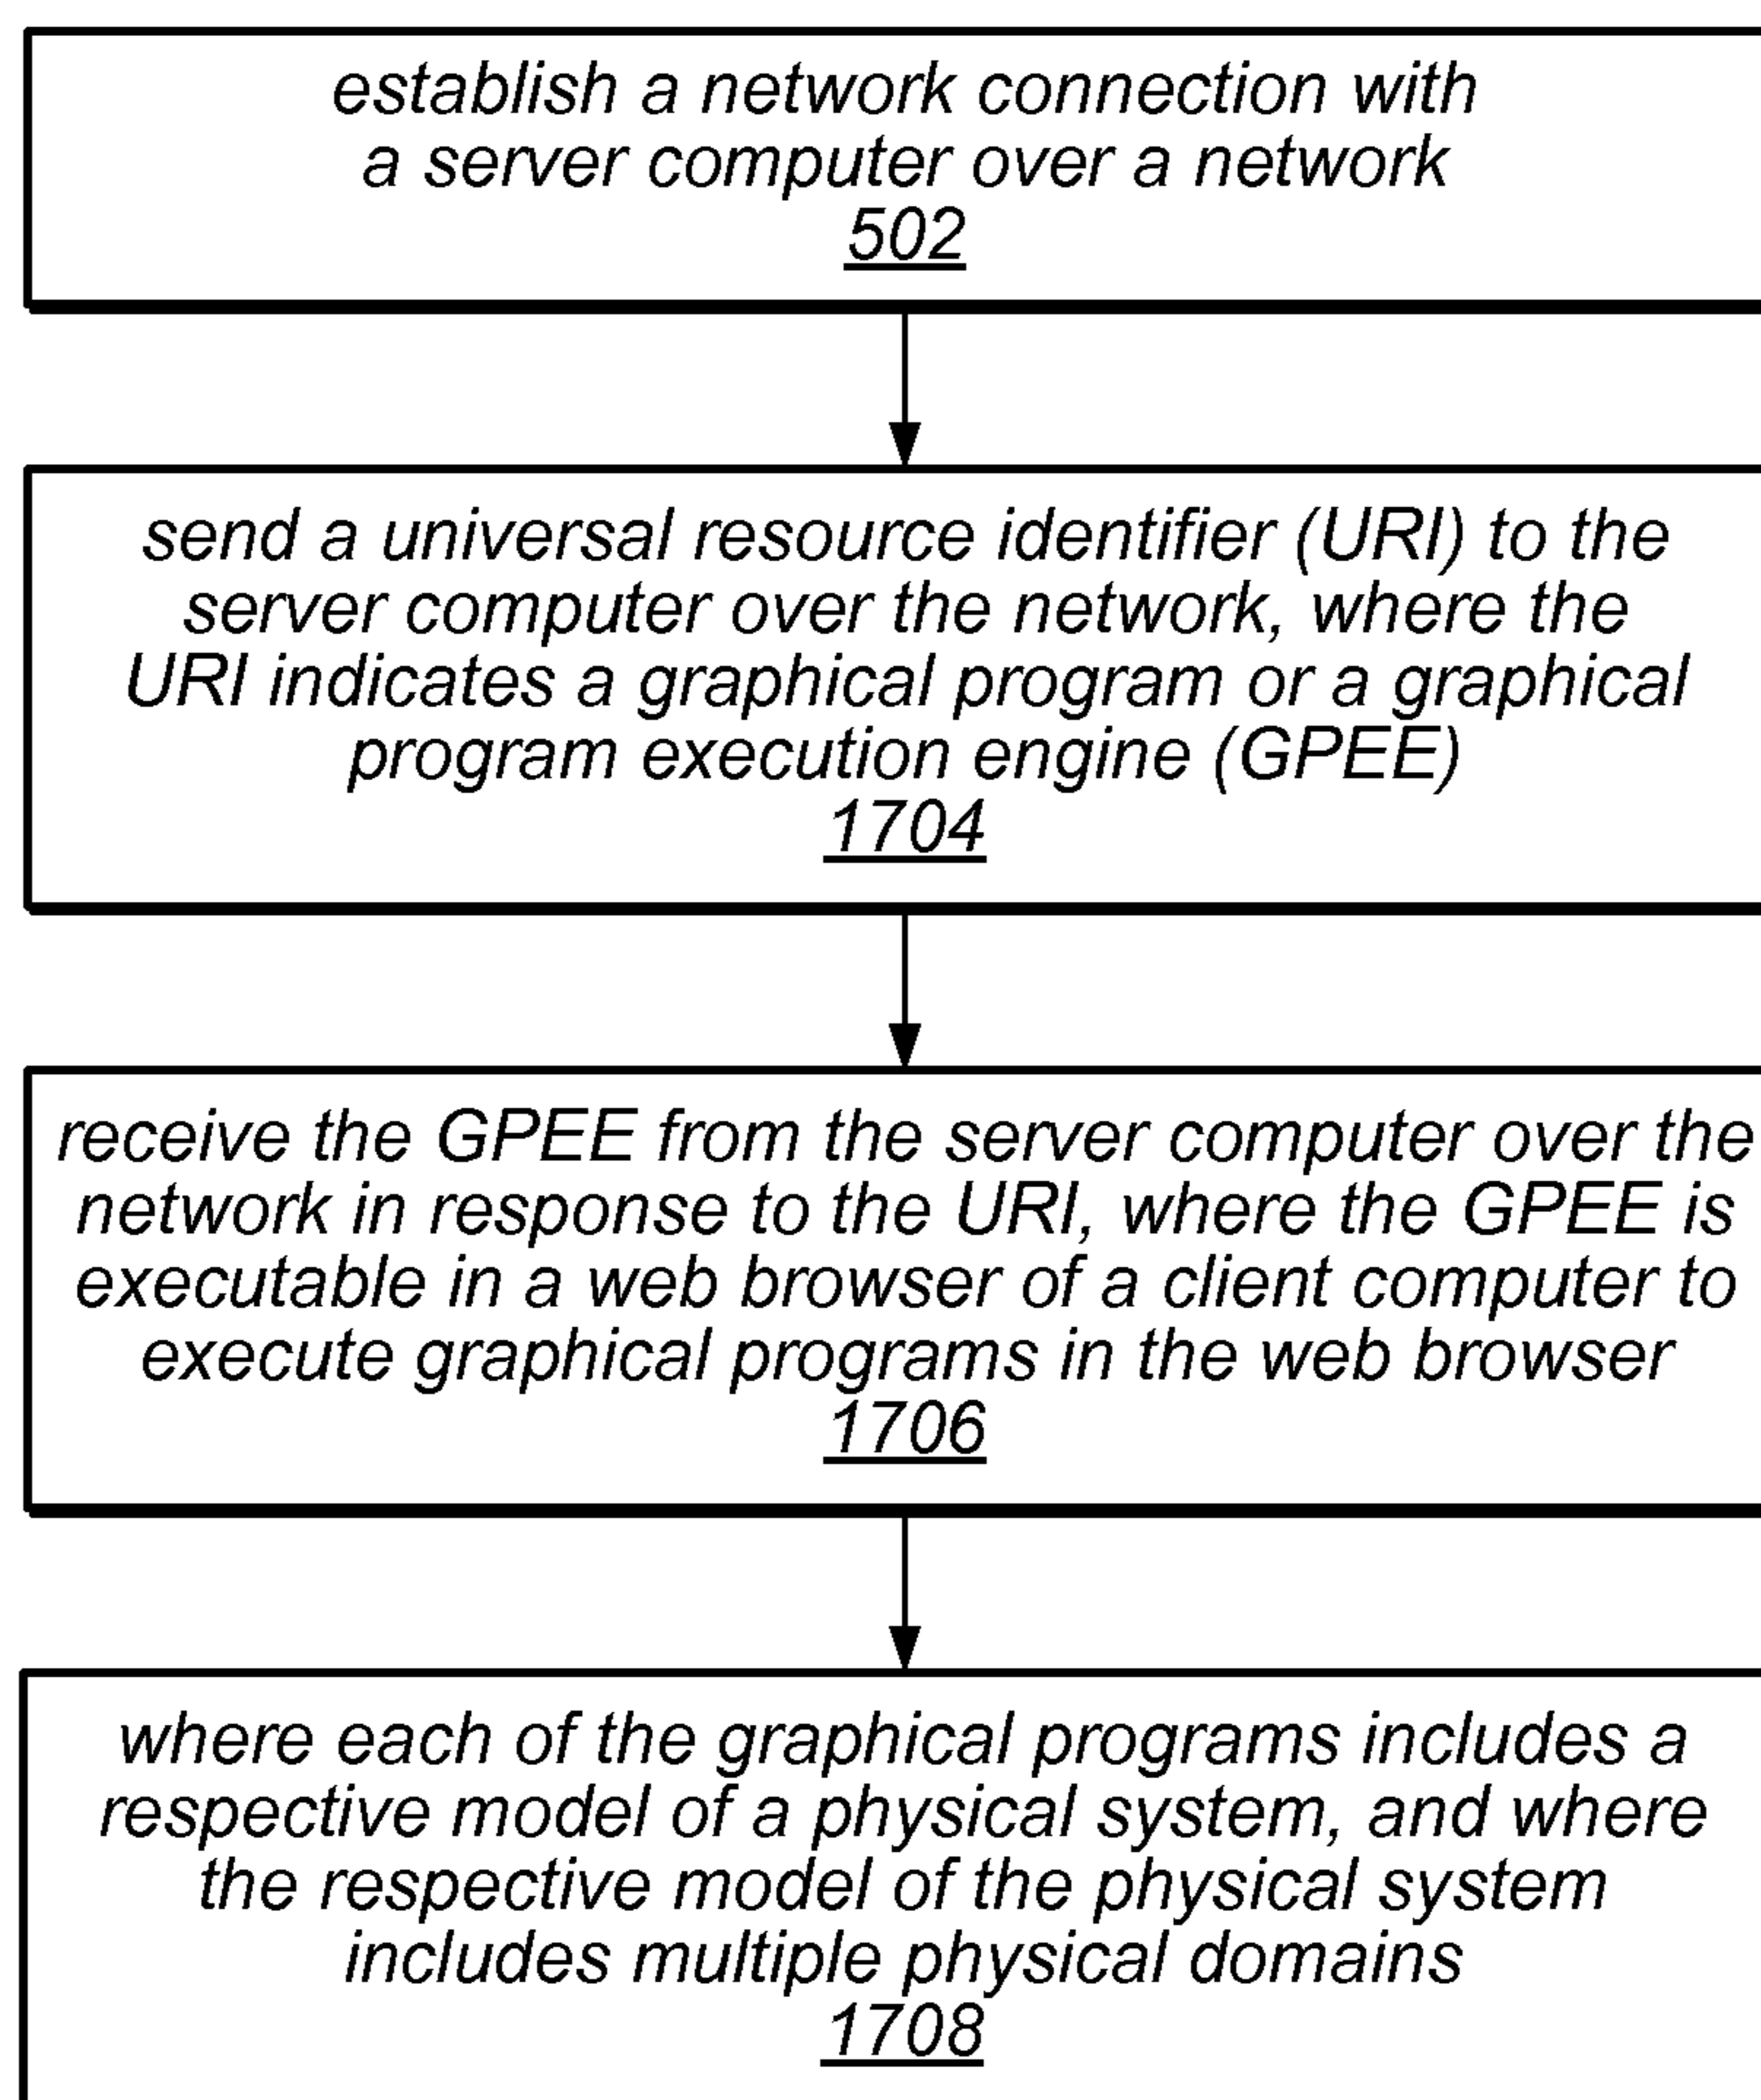 establish a network connection with
a server computer over a network
502
send a universal resource identifier (URI) to the
server computer over the network, where the
URI indicates a graphical program or a graphical
program execution engine (GPEE)
1704
receive the GPEE from the server computer over the
network in response to the URI, where the GPEE is
executable in a web browser of a client computer to
execute graphical programs in the web browser
1706
where each of the graphical programs includes a
respective model of a physical system, and where
the respective model of the physical system
includes multiple physical domains
1708